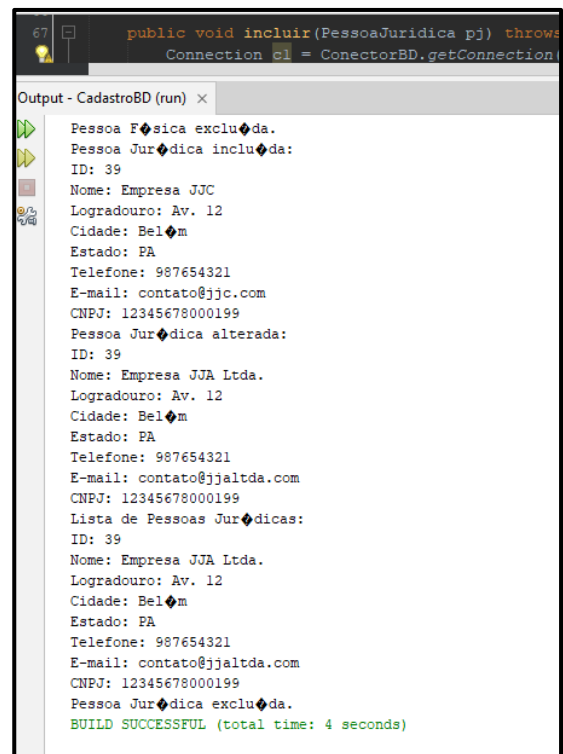 67 public void incluir(PessoaJuridica pj) throws
Connection c1 = ConectorBD.getConnection(
Output - CadastroBD (run) ×
Pessoa F�sica exclu�da.
Pessoa Jur�dica inclu�da:
ID: 39
Nome: Empresa JJC
Logradouro: Av. 12
Cidade: Bel�m
Estado: PA
Telefone: 987654321
E-mail: contato@jjc.com
CNPJ: 12345678000199
Pessoa Jur�dica alterada:
ID: 39
Nome: Empresa JJA Ltda.
Logradouro: Av. 12
Cidade: Bel�m
Estado: PA
Telefone: 987654321
E-mail: contato@jjaltda.com
CNPJ: 12345678000199
Lista de Pessoas Jur�dicas:
ID: 39
Nome: Empresa JJA Ltda.
Logradouro: Av. 12
Cidade: Bel�m
Estado: PA
Telefone: 987654321
E-mail: contato@jjaltda.com
CNPJ: 12345678000199
Pessoa Jur�dica exclu�da.
BUILD SUCCESSFUL (total time: 4 seconds)